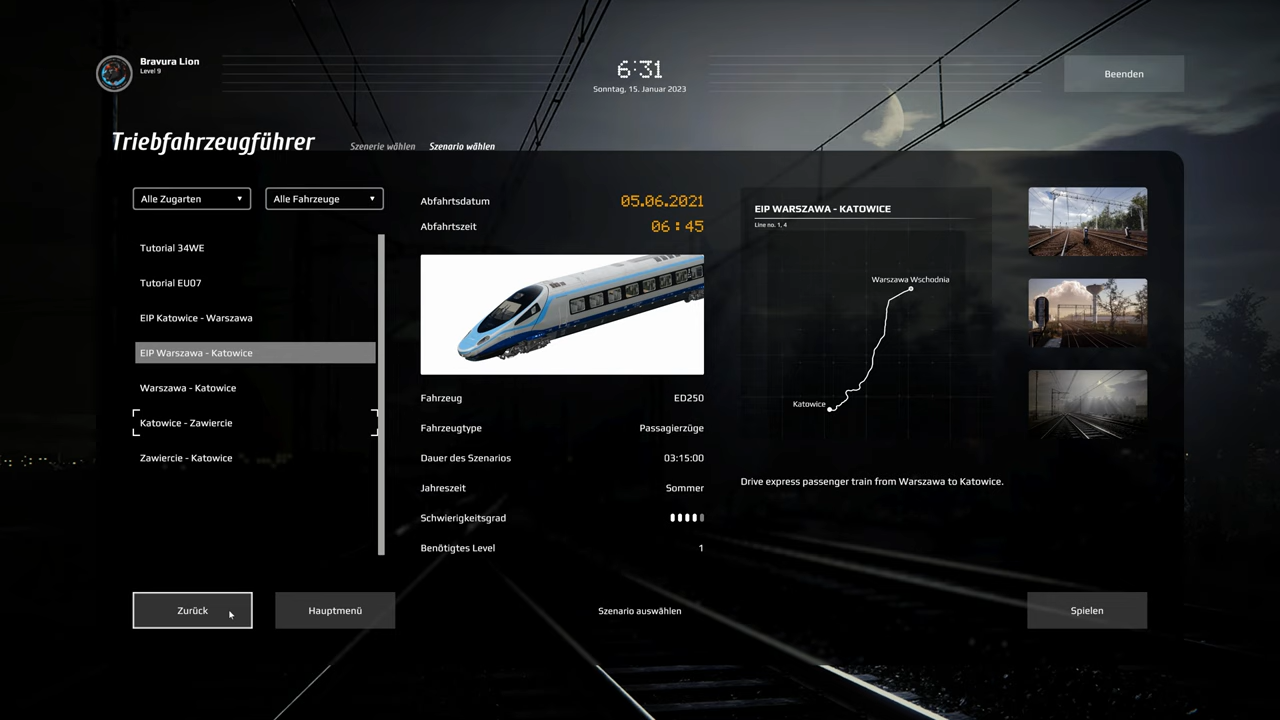 Bravura Lion
Level 9
6:31
Sonntag, 15. Januar 2023
Beenden
Triebfahrzeugführer
Szenerie wählen
Szenario wählen
Alle Zugarten
Alle Fahrzeuge
Tutorial 34WE
Tutorial EU07
EIP Katowice - Warszawa
EIP Warszawa - Katowice
Warszawa - Katowice
Katowice - Zawiercie
Zawiercie - Katowice
Abfahrtsdatum 05.06.2021
Abfahrtszeit 06:45
Fahrzeug ED250
Fahrzeugtype Passagierzüge
Dauer des Szenarios 03:15:00
Jahreszeit Sommer
Schwierigkeitsgrad
Benötigtes Level 1
EIP WARSZAWA - KATOWICE
Line no. 1, 4
Warszawa Wschodnia
Katowice
Drive express passenger train from Warszawa to Katowice.
Zurück
Hauptmenü
Szenario auswählen
Spielen